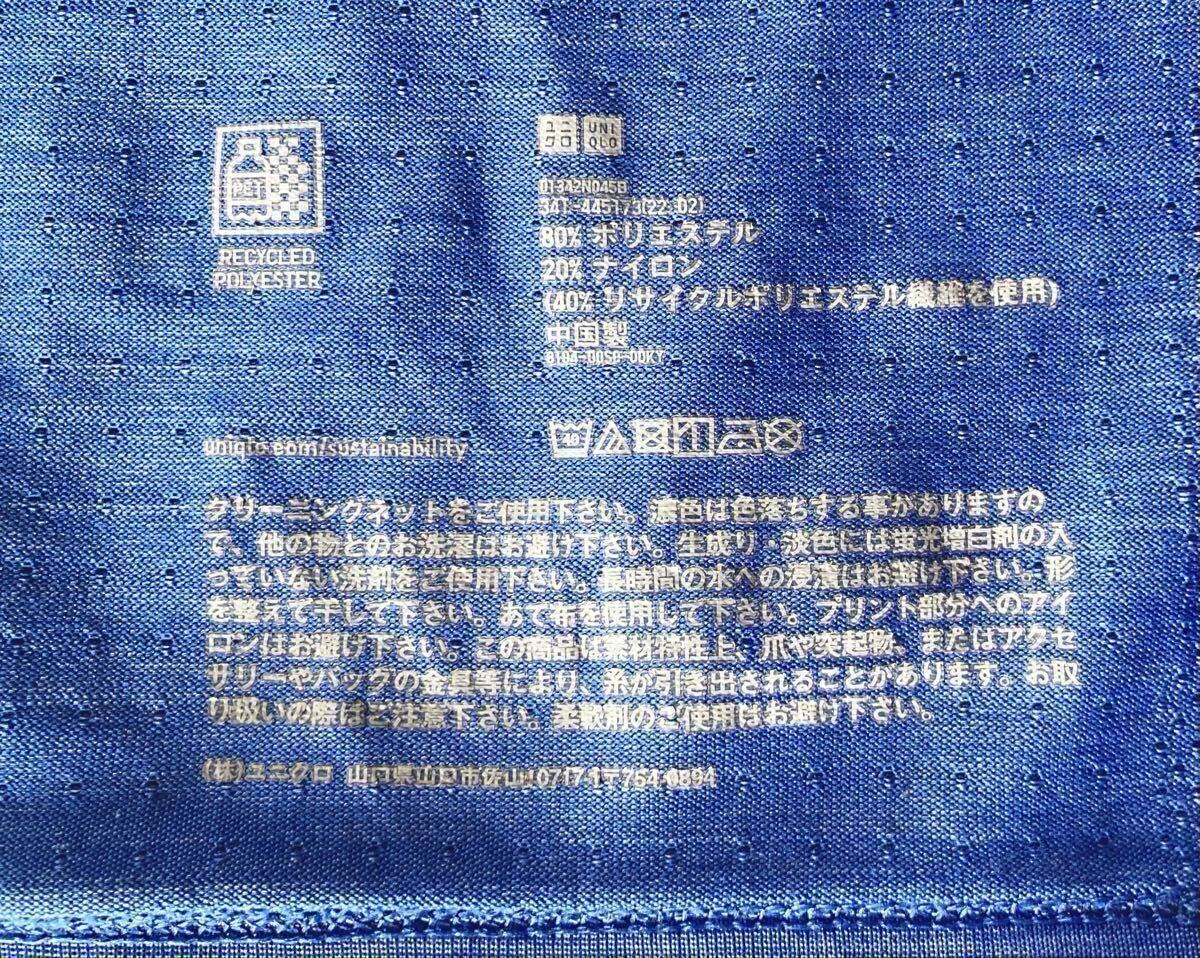 PET
RECYCLED
POLYESTER
ユニ
クロ
UNI
QLO
01342N045B
341-445173(22.02)
80% ポリエステル
20% ナイロン
(40% リサイクルポリエステル繊維を使用)
中国製
0104-00SP-00KY
uniqlo.com/sustainability
40
クリーニングネットをご使用下さい。濃色は色落ちする事がありますの
で、他の物とのお洗濯はお避け下さい。生成り・淡色には蛍光増白剤の入
っていない洗剤をご使用下さい。長時間の水への浸漬はお避け下さい。形
を整えて干して下さい。あて布を使用して下さい。プリント部分へのアイ
ロンはお避け下さい。この商品は素材特性上、爪や突起物、またはアクセ
サリーやバッグの金具等により、糸が引き出されることがあります。お取
り扱いの際はご注意下さい。柔軟剤のご使用はお避け下さい。
(株)ユニクロ 山口県山口市佐山10717-1〒754-0894